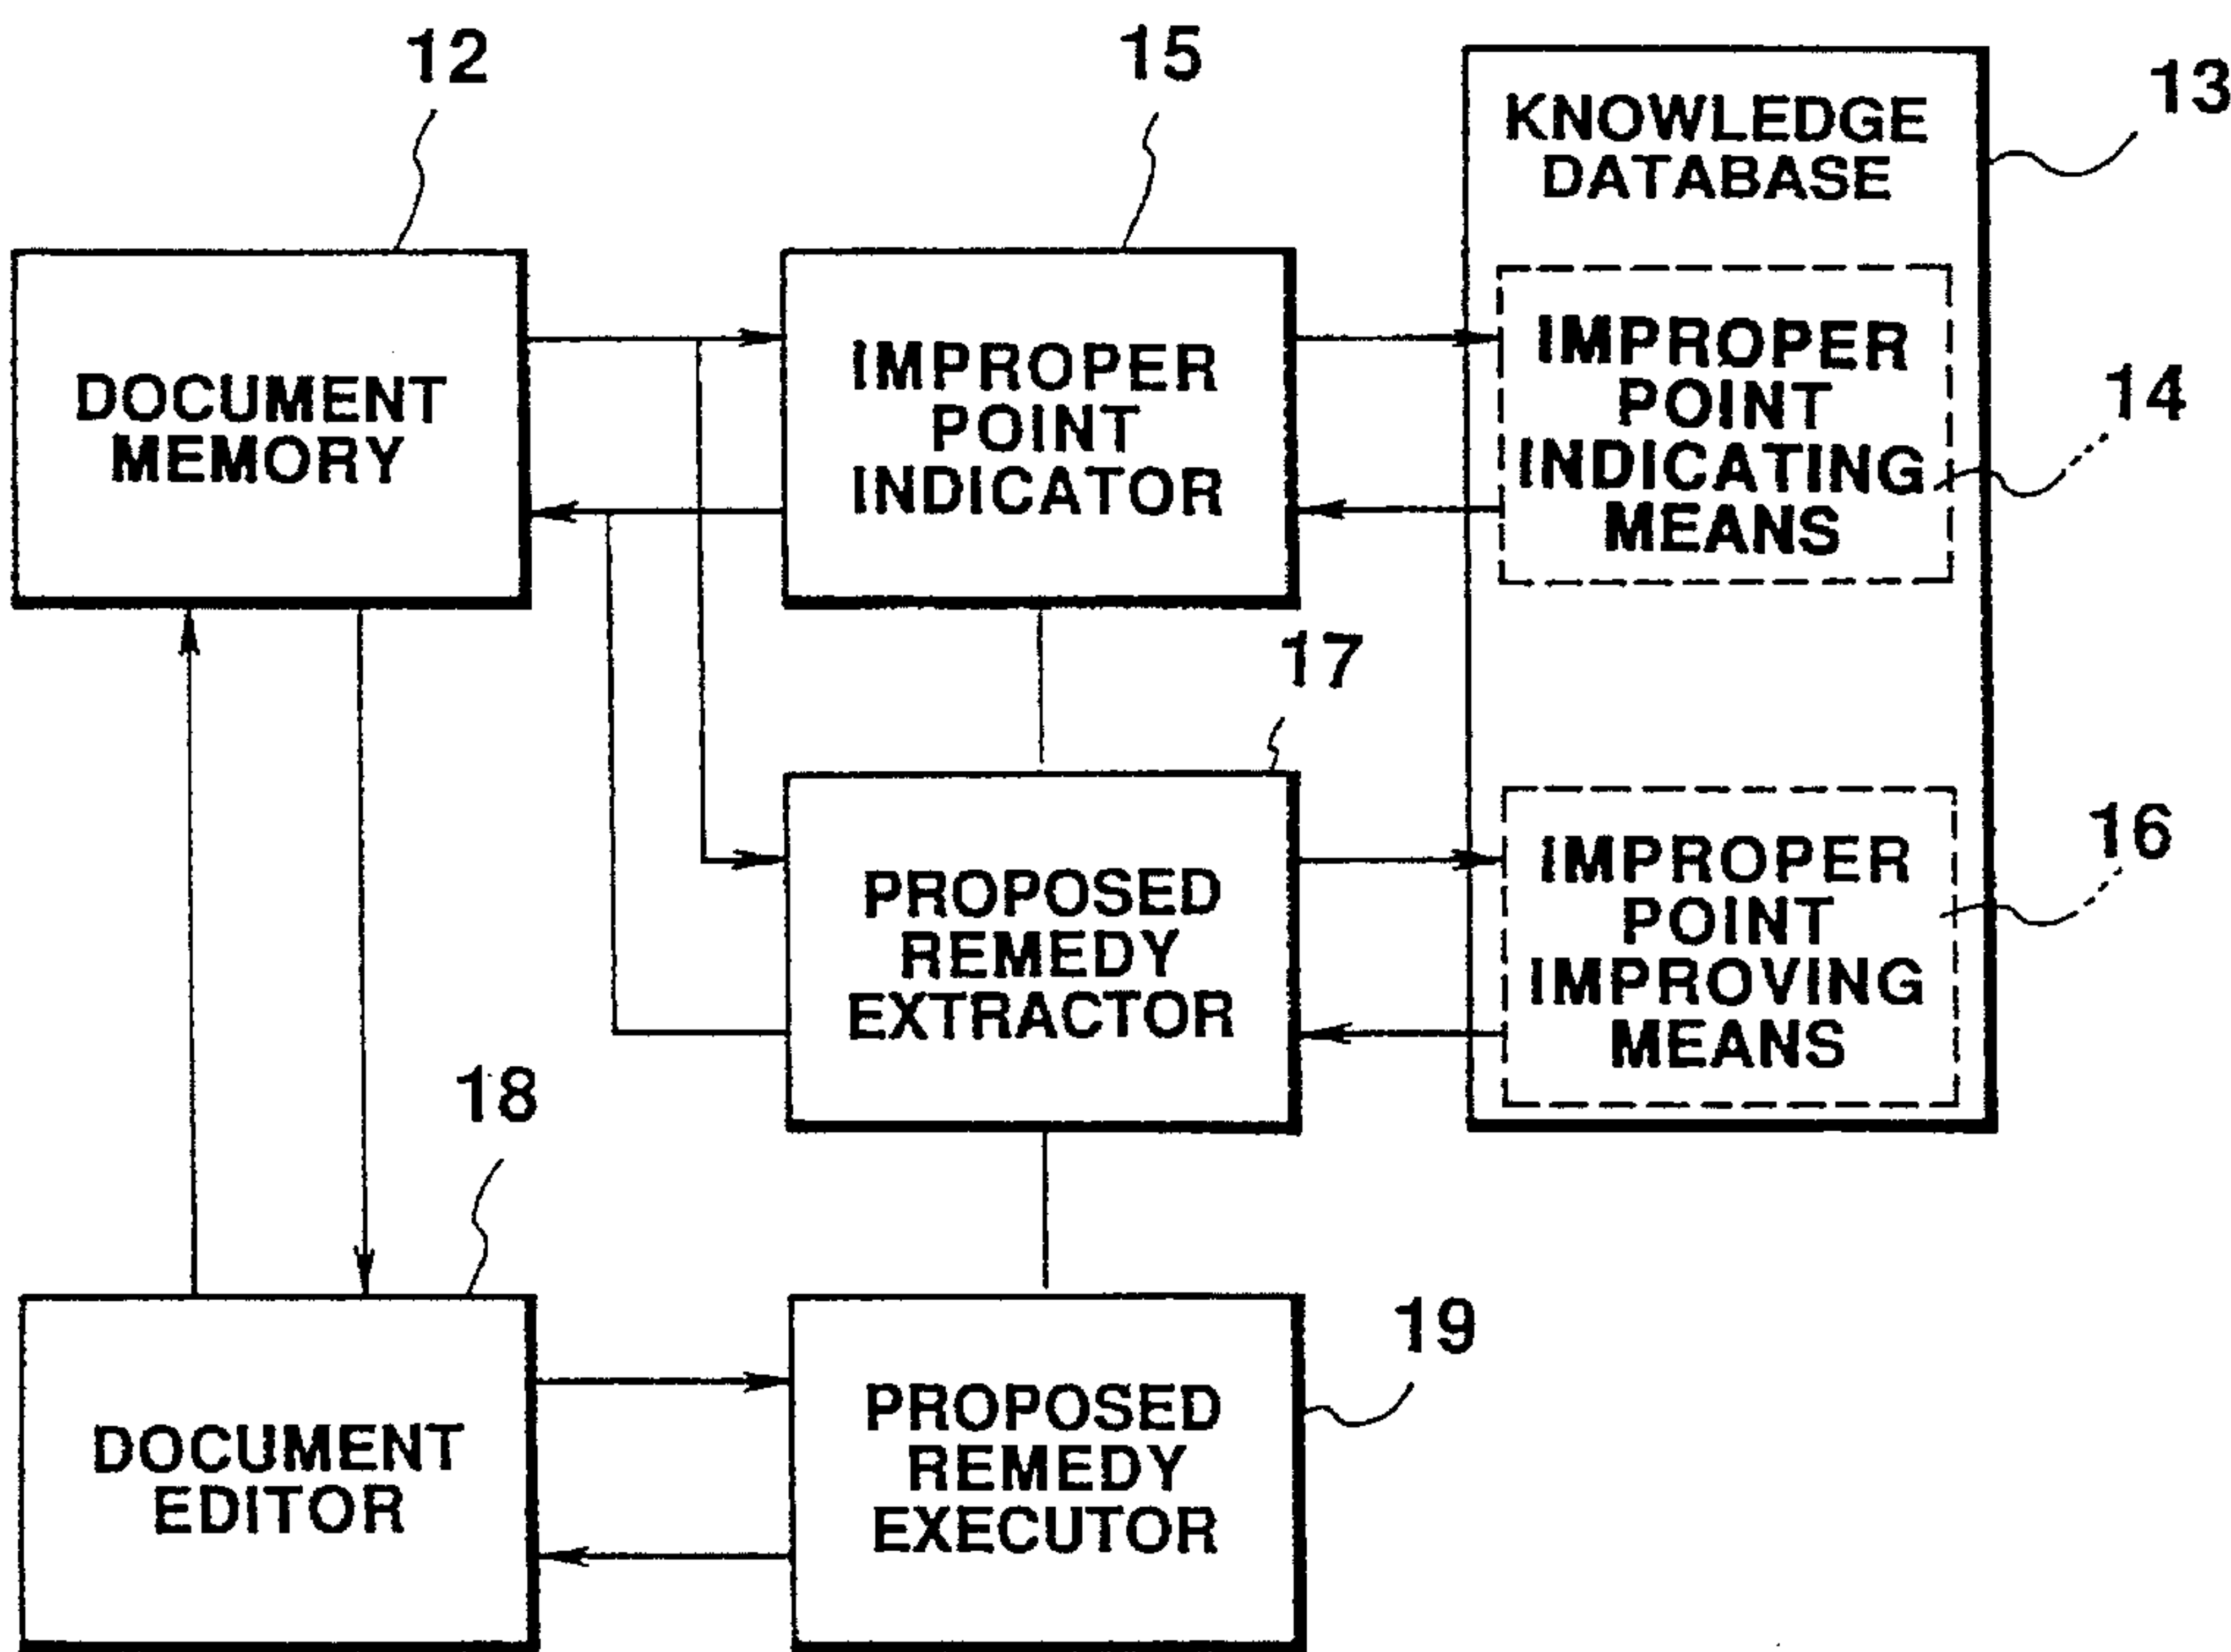 12
15
13
KNOWLEDGE
DATABASE
DOCUMENT
MEMORY
IMPROPER
POINT
INDICATOR
IMPROPER
POINT
INDICATING
MEANS
14
17
PROPOSED
REMEDY
EXTRACTOR
IMPROPER
POINT
IMPROVING
MEANS
16
18
19
DOCUMENT
EDITOR
PROPOSED
REMEDY
EXECUTOR